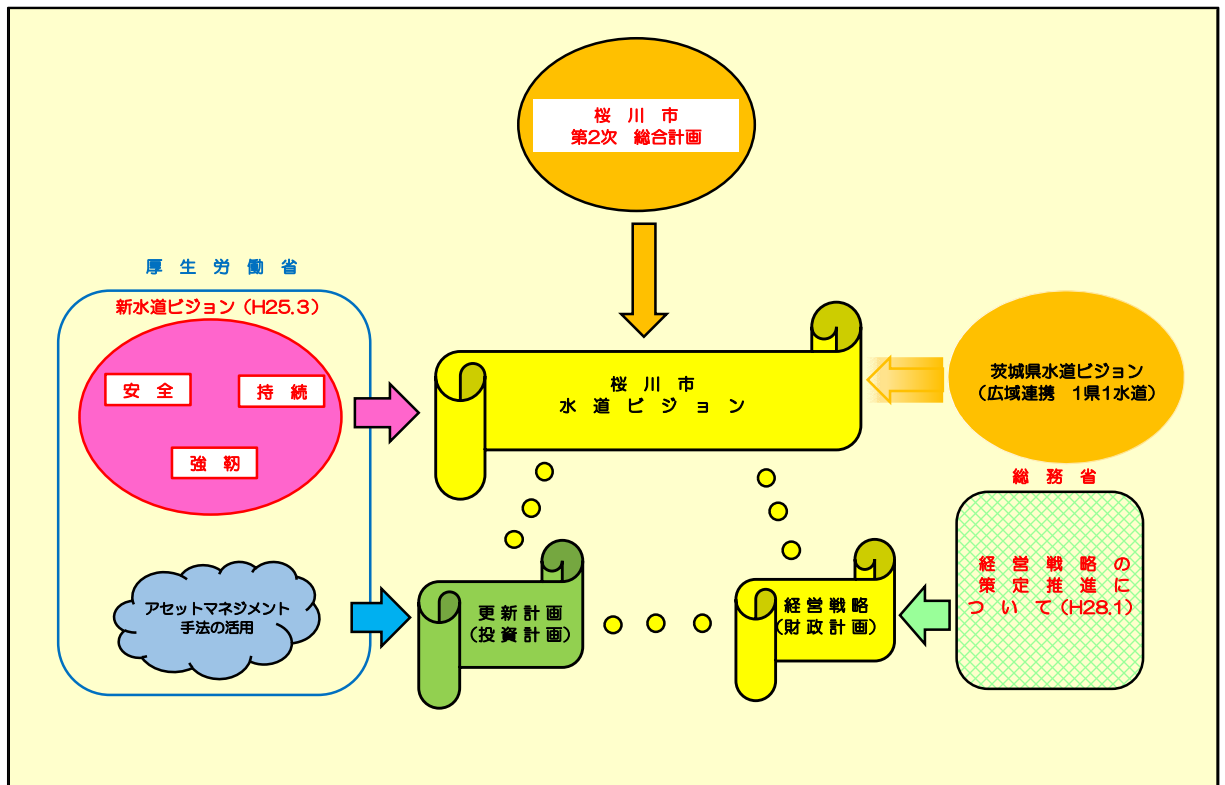 桜 川 市
第2次 総合計画
厚 生 労 働 省
新水道ビジョン（H25.3）
安 全
持 続
強 靭
桜 川 市
水 道 ビ ジ ョ ン
茨城県水道ビジョン
（広域連携 1県1水道）
総 務 省
経 営 戦 略 の
策 定 推 進 に
つ い て（H28.1）
アセットマネジメント
手法の活用
更 新 計 画
（投 資 計 画）
経 営 戦 略
（財 政 計 画）